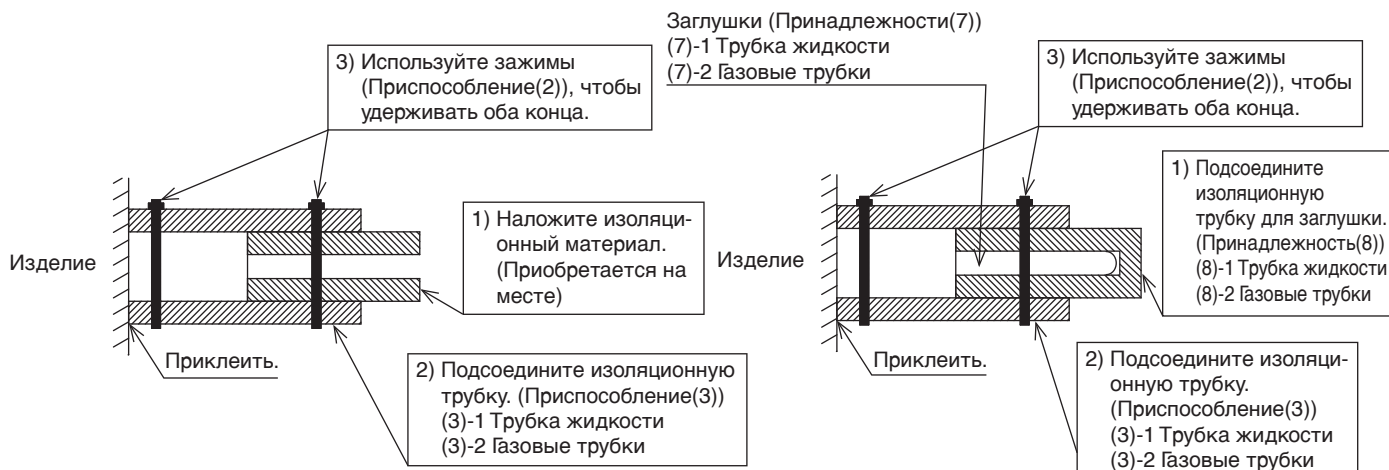 3) Используйте зажимы
(Приспособление(2)), чтобы
удерживать оба конца.
Изделие
1) Наложите изоляци-
онный материал.
(Приобретается на
месте)
Приклеить.
2) Подсоедините изоляционную
трубку. (Приспособление(3))
(3)-1 Трубка жидкости
(3)-2 Газовые трубки
Заглушки (Принадлежности(7))
(7)-1 Трубка жидкости
(7)-2 Газовые трубки
3) Используйте зажимы
(Приспособление(2)), чтобы
удерживать оба конца.
Изделие
1) Подсоедините
изоляционную
трубку для заглушки.
(Принадлежность(8))
(8)-1 Трубка жидкости
(8)-2 Газовые трубки
Приклеить.
2) Подсоедините изоляци-
онную трубку.
(Приспособление(3))
(3)-1 Трубка жидкости
(3)-2 Газовые трубки